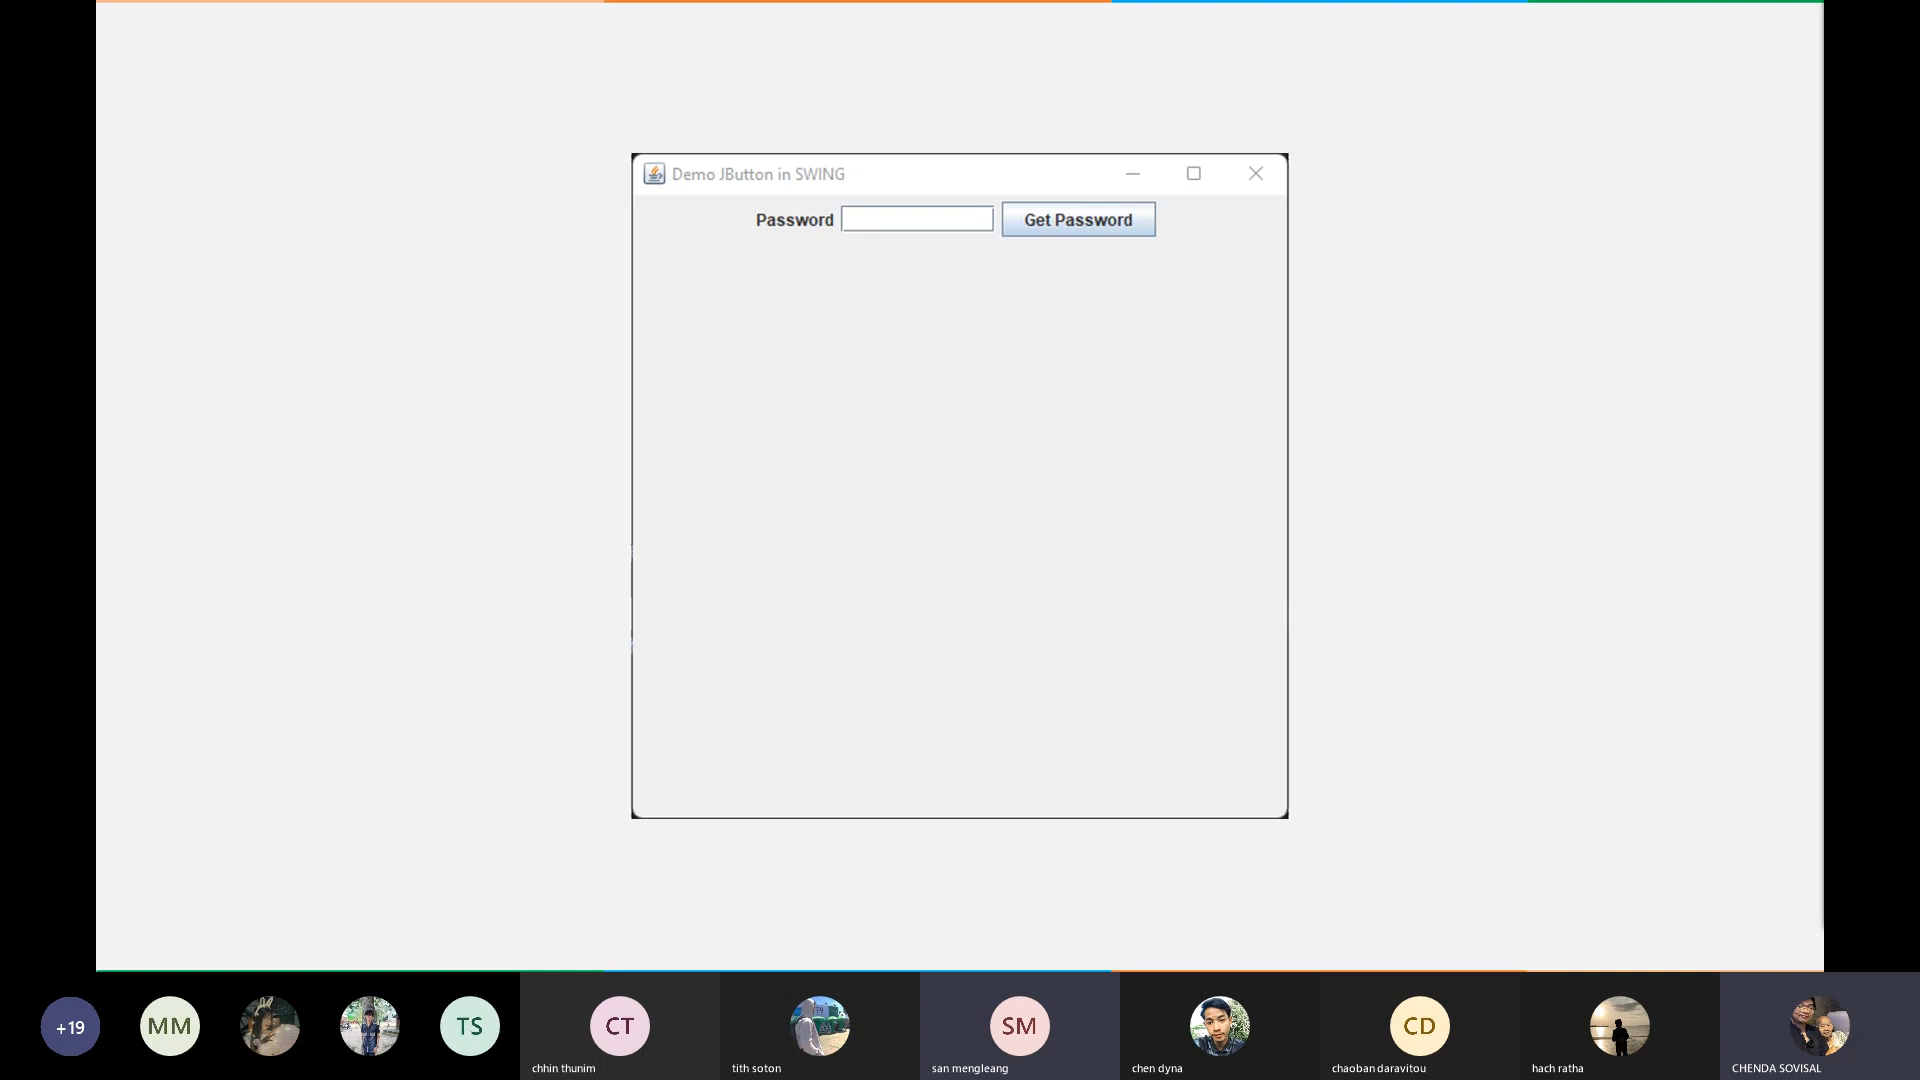 Demo JButton in SWING
Password
Get Password
+19
MM
TS
CT
SM
CD
chhin thunim
tith soton
san mengleang
chen dyna
chaoban daravitou
hach ratha
CHENDA SOVISAL